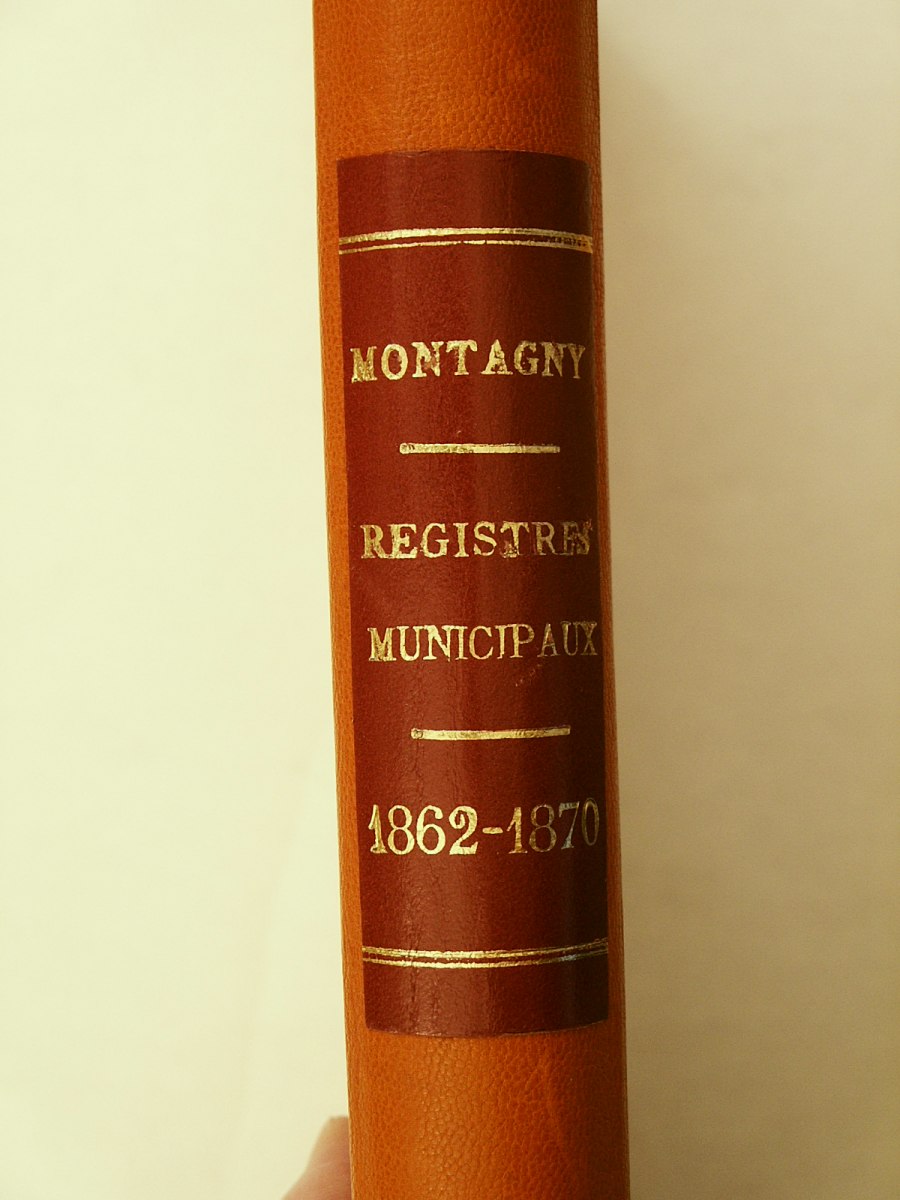 MONTAGNY
REGISTRES
MUNICIPAUX
1862-1870